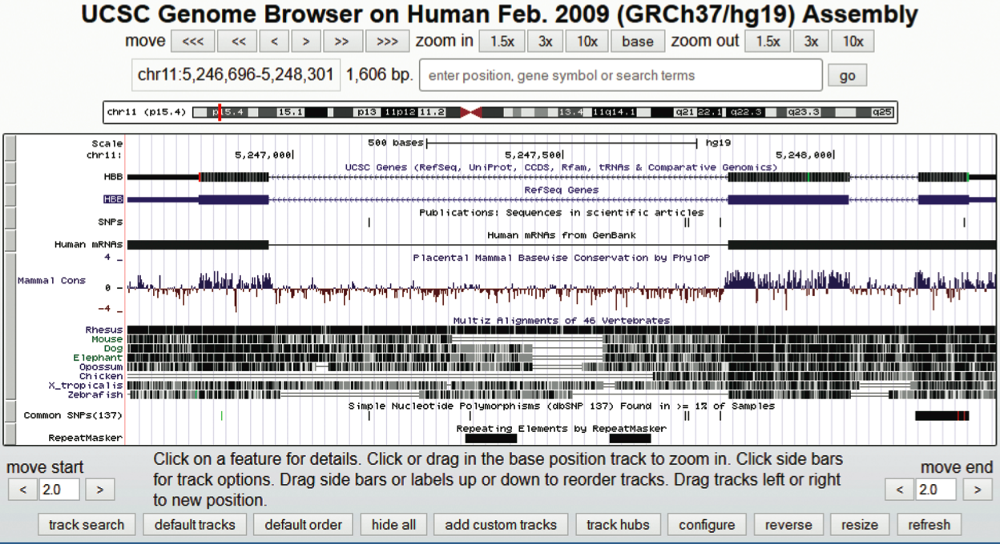 UCSC Genome Browser on Human Feb. 2009 (GRCh37/hg19) Assembly
move <<< << < > >> >>> zoom in 1.5x 3x 10x base zoom out 1.5x 3x 10x
chr11:5,246,696-5,248,301 1,606 bp. enter position, gene symbol or search terms go
chr11 (p15.4) p15.4 15.1 p13 11p12 11.2 13.4 11q14.1 q21 22.1 q22.3 q23.3 q25
Scale 500 bases hg19
chr11: 5,247,000 5,247,500 5,248,000
UCSC Genes (RefSeq, UniProt, CCDS, Rfam, tRNAs & Comparative Genomics)
HBB
RefSeq Genes
HBB
Publications: Sequences in scientific articles
SNPs
Human mRNAs from GenBank
Human mRNAs
4 _ Placental Mammal Basewise Conservation by PhyloP
Mammal Cons
0 -
-4 _
Multiz Alignments of 46 Vertebrates
Rhesus
Mouse
Dog
Elephant
Opossum
Chicken
X_tropicalis
Zebrafish
Simple Nucleotide Polymorphisms (dbSNP 137) Found in >= 1% of Samples
Common SNPs(137)
Repeating Elements by RepeatMasker
RepeatMasker
move start
< 2.0 >
Click on a feature for details. Click or drag in the base position track to zoom in. Click side bars
for track options. Drag side bars or labels up or down to reorder tracks. Drag tracks left or right
to new position.
move end
< 2.0 >
track search default tracks default order hide all add custom tracks track hubs configure reverse resize refresh